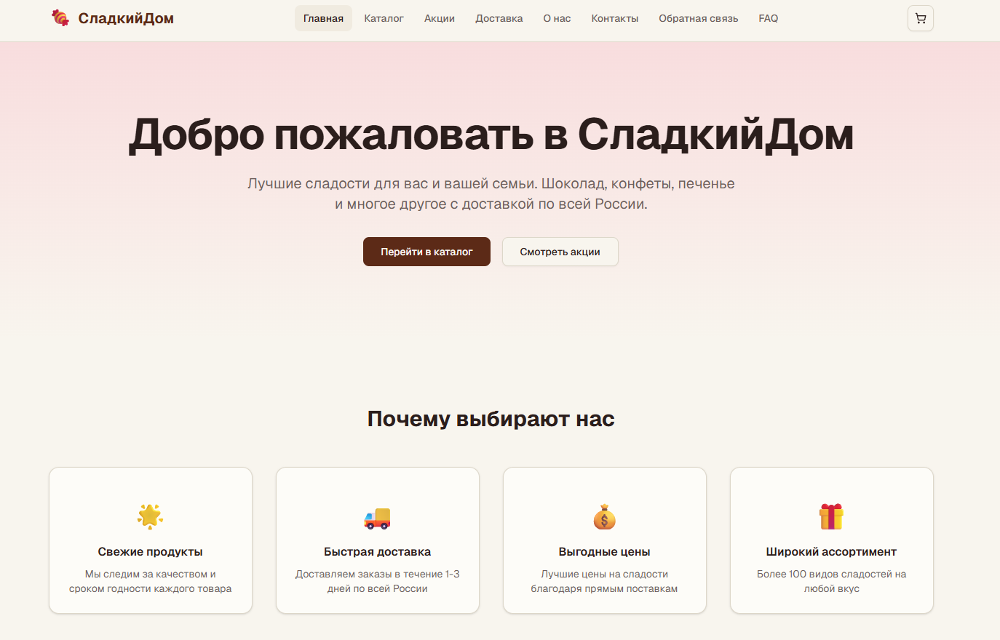 СладкийДом
Главная
Каталог
Акции
Доставка
О нас
Контакты
Обратная связь
FAQ
Добро пожаловать в СладкийДом
Лучшие сладости для вас и вашей семьи. Шоколад, конфеты, печенье
и многое другое с доставкой по всей России.
Перейти в каталог
Смотреть акции
Почему выбирают нас
Свежие продукты
Мы следим за качеством и
сроком годности каждого товара
Быстрая доставка
Доставляем заказы в течение 1-3
дней по всей России
Выгодные цены
Лучшие цены на сладости
благодаря прямым поставкам
Широкий ассортимент
Более 100 видов сладостей на
любой вкус